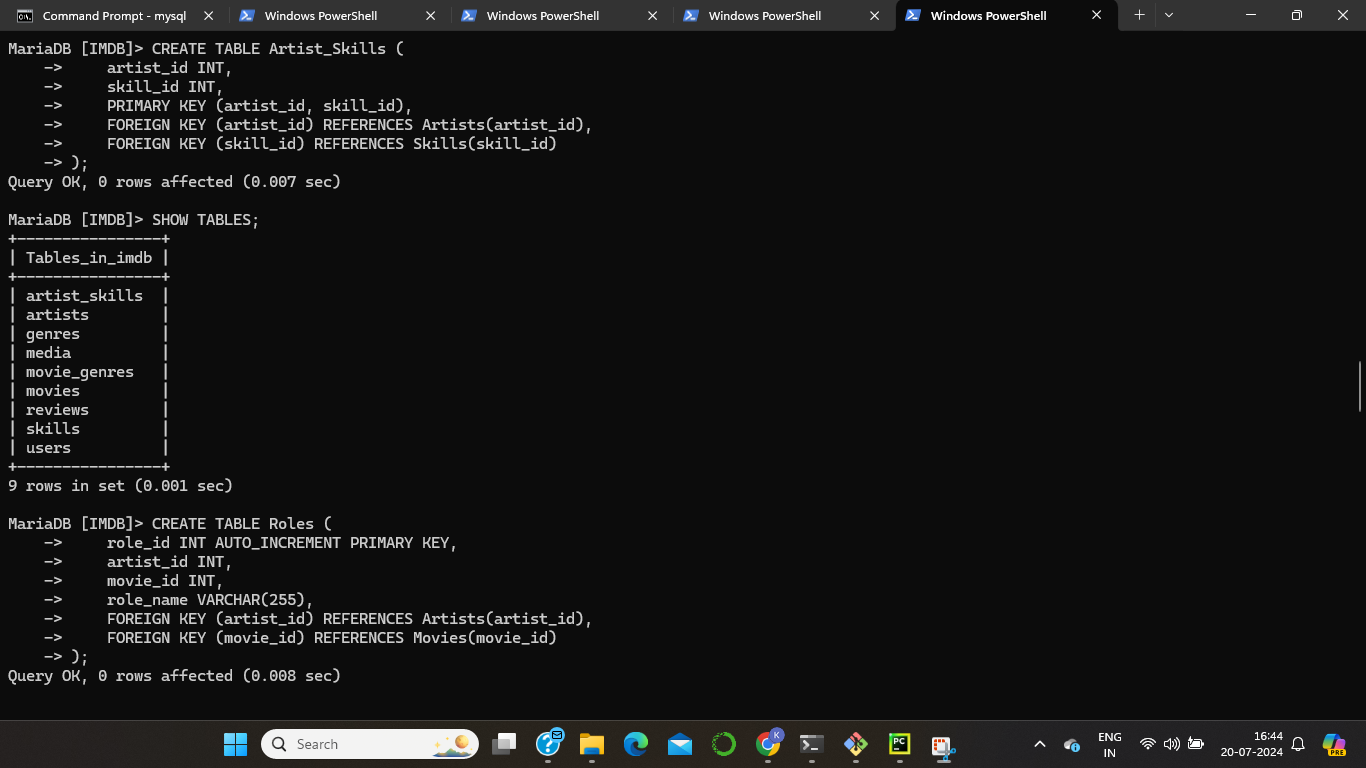 Command Prompt - mysql
Windows PowerShell
Windows PowerShell
Windows PowerShell
Windows PowerShell
MariaDB [IMDB]> CREATE TABLE Artist_Skills (
    ->     artist_id INT,
    ->     skill_id INT,
    ->     PRIMARY KEY (artist_id, skill_id),
    ->     FOREIGN KEY (artist_id) REFERENCES Artists(artist_id),
    ->     FOREIGN KEY (skill_id) REFERENCES Skills(skill_id)
    -> );
Query OK, 0 rows affected (0.007 sec)
MariaDB [IMDB]> SHOW TABLES;
+----------------+
| Tables_in_imdb |
+----------------+
| artist_skills  |
| artists        |
| genres         |
| media          |
| movie_genres   |
| movies         |
| reviews        |
| skills         |
| users          |
+----------------+
9 rows in set (0.001 sec)
MariaDB [IMDB]> CREATE TABLE Roles (
    ->     role_id INT AUTO_INCREMENT PRIMARY KEY,
    ->     artist_id INT,
    ->     movie_id INT,
    ->     role_name VARCHAR(255),
    ->     FOREIGN KEY (artist_id) REFERENCES Artists(artist_id),
    ->     FOREIGN KEY (movie_id) REFERENCES Movies(movie_id)
    -> );
Query OK, 0 rows affected (0.008 sec)
Search
K
PC
ENG
IN
16:44
20-07-2024
PRE